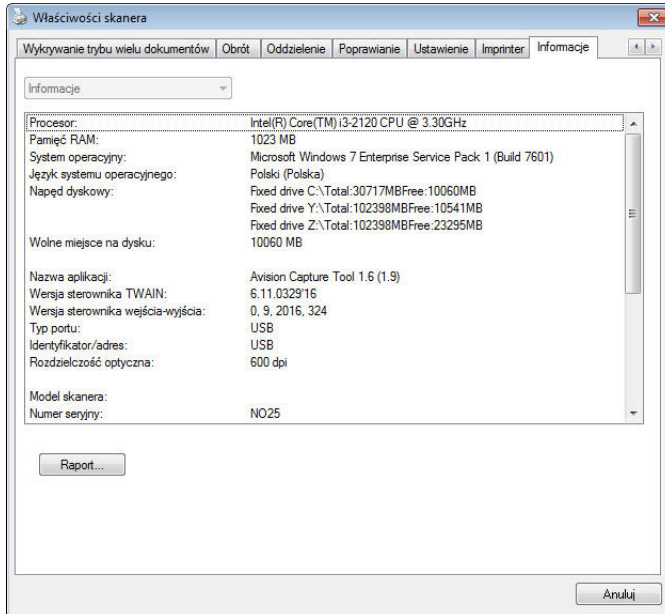 Właściwości skanera
Wykrywanie trybu wielu dokumentów Obrót Oddzielenie Poprawianie Ustawienie Imprinter Informacje
Informacje
Procesor: Intel(R) Core(TM) i3-2120 CPU @ 3.30GHz
Pamięć RAM: 1023 MB
System operacyjny: Microsoft Windows 7 Enterprise Service Pack 1 (Build 7601)
Język systemu operacyjnego: Polski (Polska)
Napęd dyskowy: Fixed drive C:\Total:30717MBFree:10060MB
Fixed drive Y:\Total:102398MBFree:10541MB
Fixed drive Z:\Total:102398MBFree:23295MB
Wolne miejsce na dysku: 10060 MB
Nazwa aplikacji: Avision Capture Tool 1.6 (1.9)
Wersja sterownika TWAIN: 6.11.0329'16
Wersja sterownika wejścia-wyjścia: 0, 9, 2016, 324
Typ portu: USB
Identyfikator/adres: USB
Rozdzielczość optyczna: 600 dpi
Model skanera:
Numer seryjny: NO25
Raport...
Anuluj